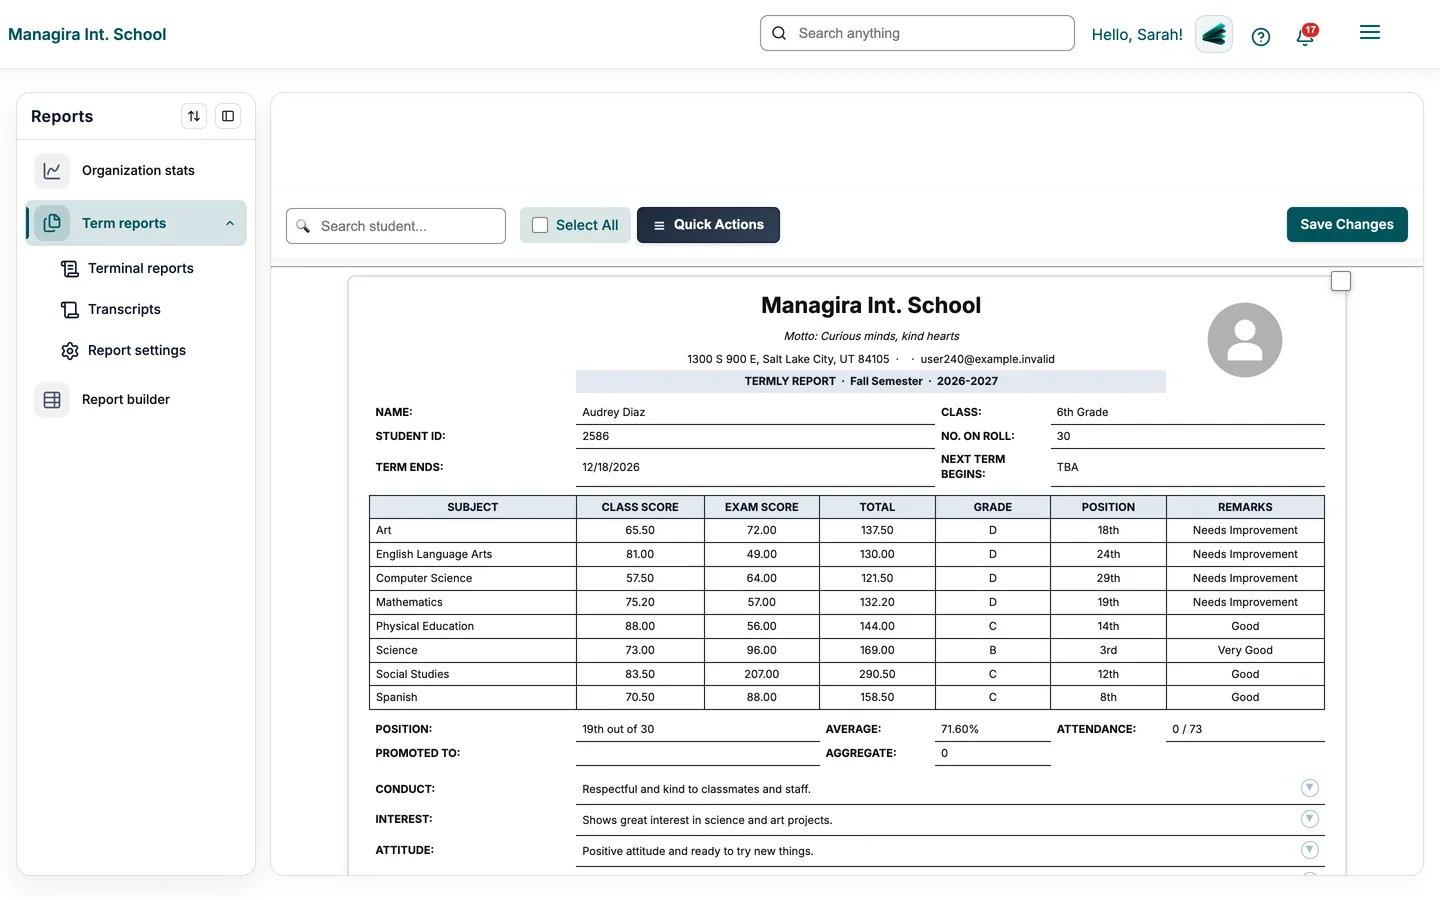 Managira Int. School
Search anything
Hello, Sarah!
17
Reports
Organization stats
Term reports
Terminal reports
Transcripts
Report settings
Report builder
Search student...
Select All
Quick Actions
Save Changes
Managira Int. School
Motto: Curious minds, kind hearts
1300 S 900 E, Salt Lake City, UT 84105 · · user240@example.invalid
TERMLY REPORT · Fall Semester · 2026-2027
NAME: Audrey Diaz CLASS: 6th Grade
STUDENT ID: 2586 NO. ON ROLL: 30
TERM ENDS: 12/18/2026 NEXT TERM BEGINS: TBA
SUBJECT CLASS SCORE EXAM SCORE TOTAL GRADE POSITION REMARKS
Art 65.50 72.00 137.50 D 18th Needs Improvement
English Language Arts 81.00 49.00 130.00 D 24th Needs Improvement
Computer Science 57.50 64.00 121.50 D 29th Needs Improvement
Mathematics 75.20 57.00 132.20 D 19th Needs Improvement
Physical Education 88.00 56.00 144.00 C 14th Good
Science 73.00 96.00 169.00 B 3rd Very Good
Social Studies 83.50 207.00 290.50 C 12th Good
Spanish 70.50 88.00 158.50 C 8th Good
POSITION: 19th out of 30 AVERAGE: 71.60% ATTENDANCE: 0 / 73
PROMOTED TO: AGGREGATE: 0
CONDUCT: Respectful and kind to classmates and staff.
INTEREST: Shows great interest in science and art projects.
ATTITUDE: Positive attitude and ready to try new things.